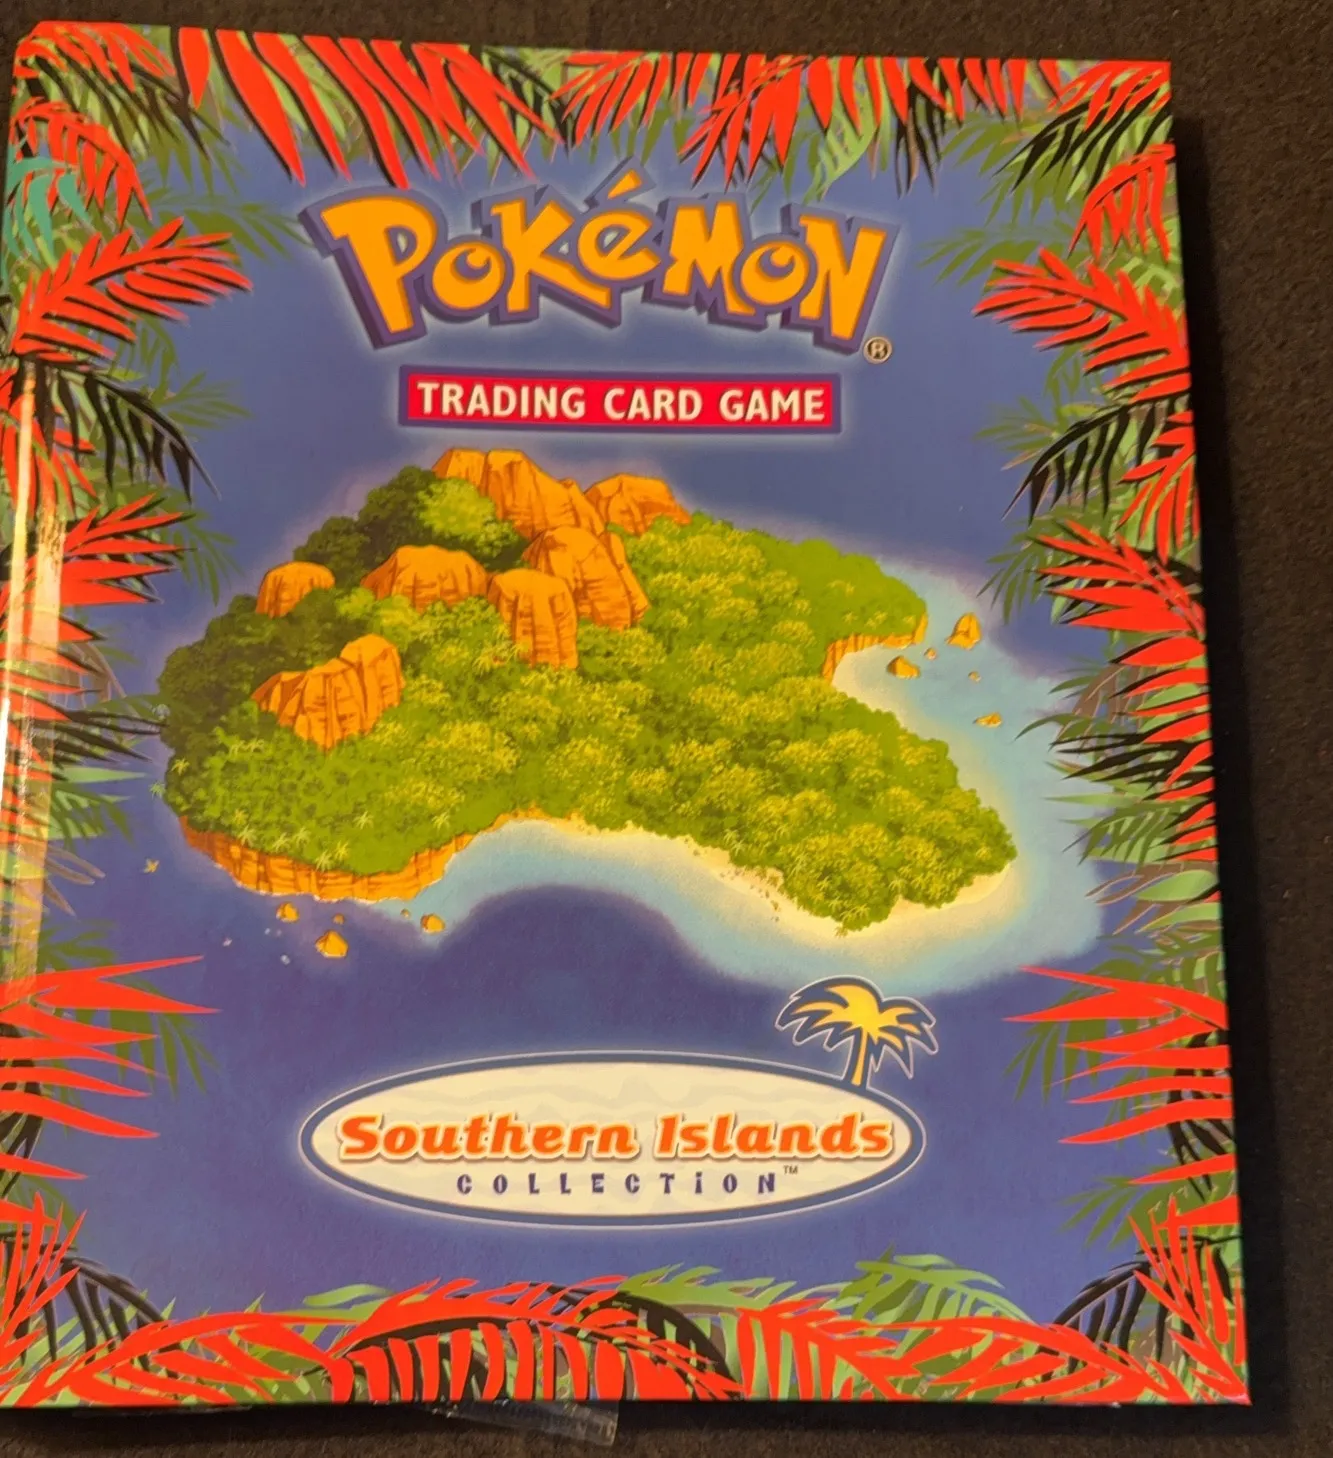 POKéMON
®
TRADING CARD GAME
Southern Islands
COLLECTION™